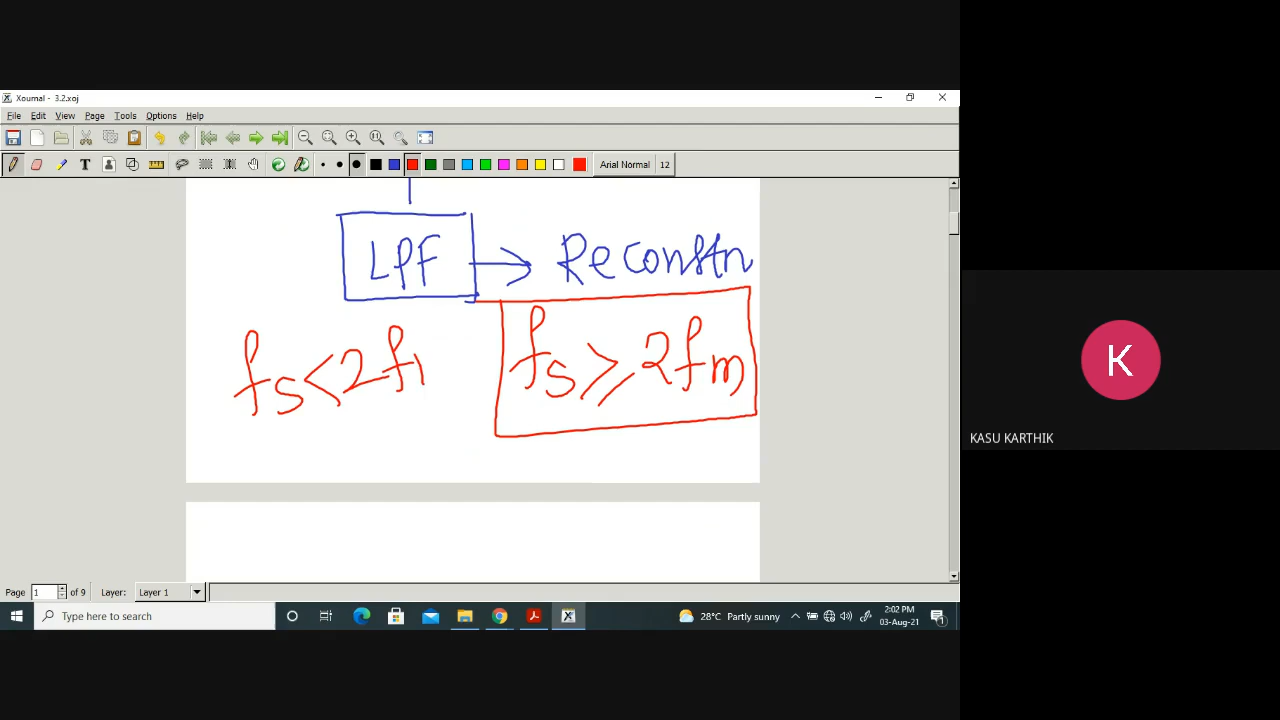 Xournal - 3.2.xoj
File Edit View Page Tools Options Help
Arial Normal 12
LPF → Reconstn
fs<2f
fs≥2fm
K
KASU KARTHIK
Page 1 of 9 Layer: Layer 1
Type here to search
28°C Partly sunny
2:02 PM
03-Aug-21